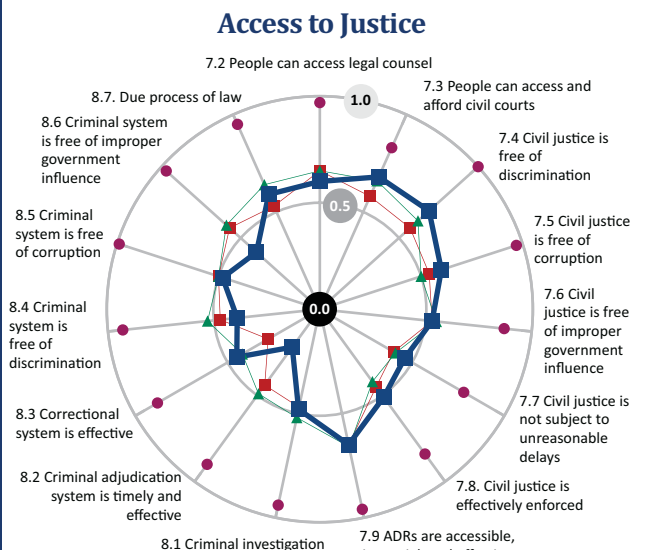 Access to Justice
7.2 People can access legal counsel
7.3 People can access and
afford civil courts
7.4 Civil justice is
free of
discrimination
7.5 Civil justice
is free of
corruption
7.6 Civil
justice is free
of improper
government
influence
7.7 Civil justice is
not subject to
unreasonable
delays
7.8. Civil justice is
effectively enforced
7.9 ADRs are accessible,
8.1 Criminal investigation
8.2 Criminal adjudication
system is timely and
effective
8.3 Correctional
system is effective
8.4 Criminal
system is
free of
discrimination
8.5 Criminal
system is free
of corruption
8.6 Criminal system
is free of improper
government
influence
8.7. Due process of law
1.0
0.5
0.0